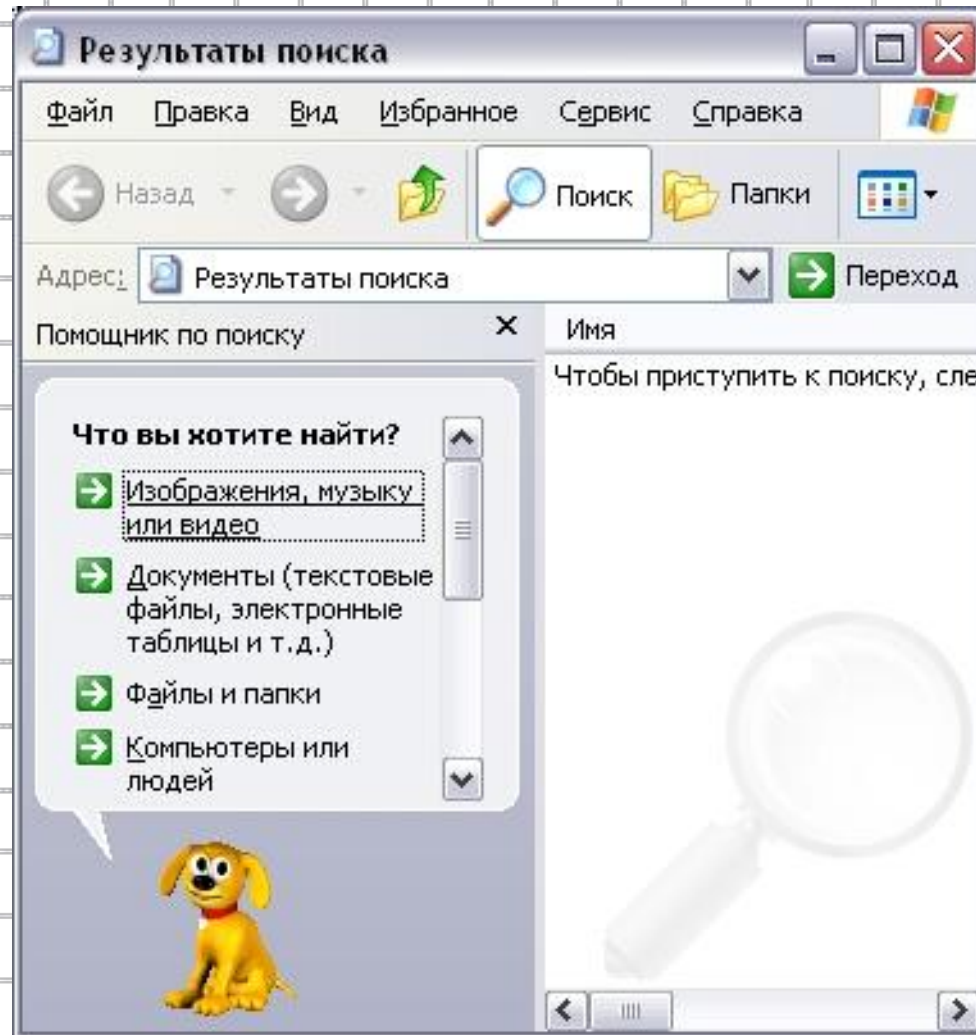 Результаты поиска
Файл Правка Вид Избранное Сервис Справка
Назад Поиск Папки
Адрес: Результаты поиска Переход
Помощник по поиску
Имя
Чтобы приступить к поиску, сле
Что вы хотите найти?
Изображения, музыку
или видео
Документы (текстовые
файлы, электронные
таблицы и т.д.)
Файлы и папки
Компьютеры или
людей